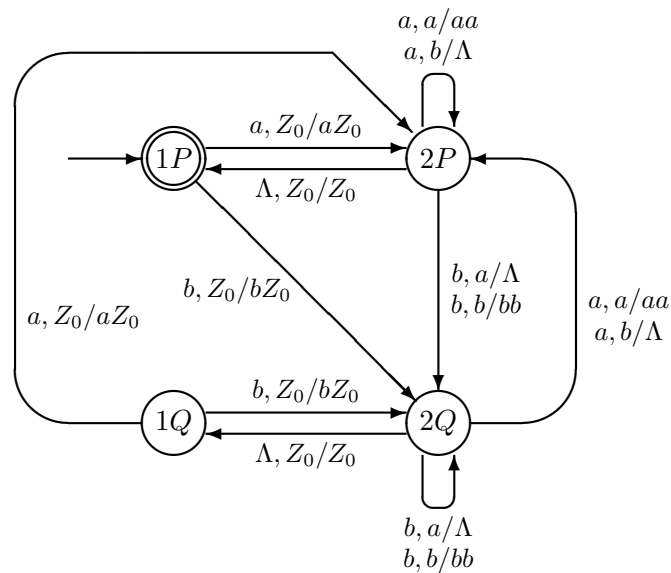 a, a/aa
a, b/Λ
a, Z₀/aZ₀
1P
2P
Λ, Z₀/Z₀
b, Z₀/bZ₀
b, a/Λ
b, b/bb
a, a/aa
a, b/Λ
a, Z₀/aZ₀
b, Z₀/bZ₀
1Q
2Q
Λ, Z₀/Z₀
b, a/Λ
b, b/bb